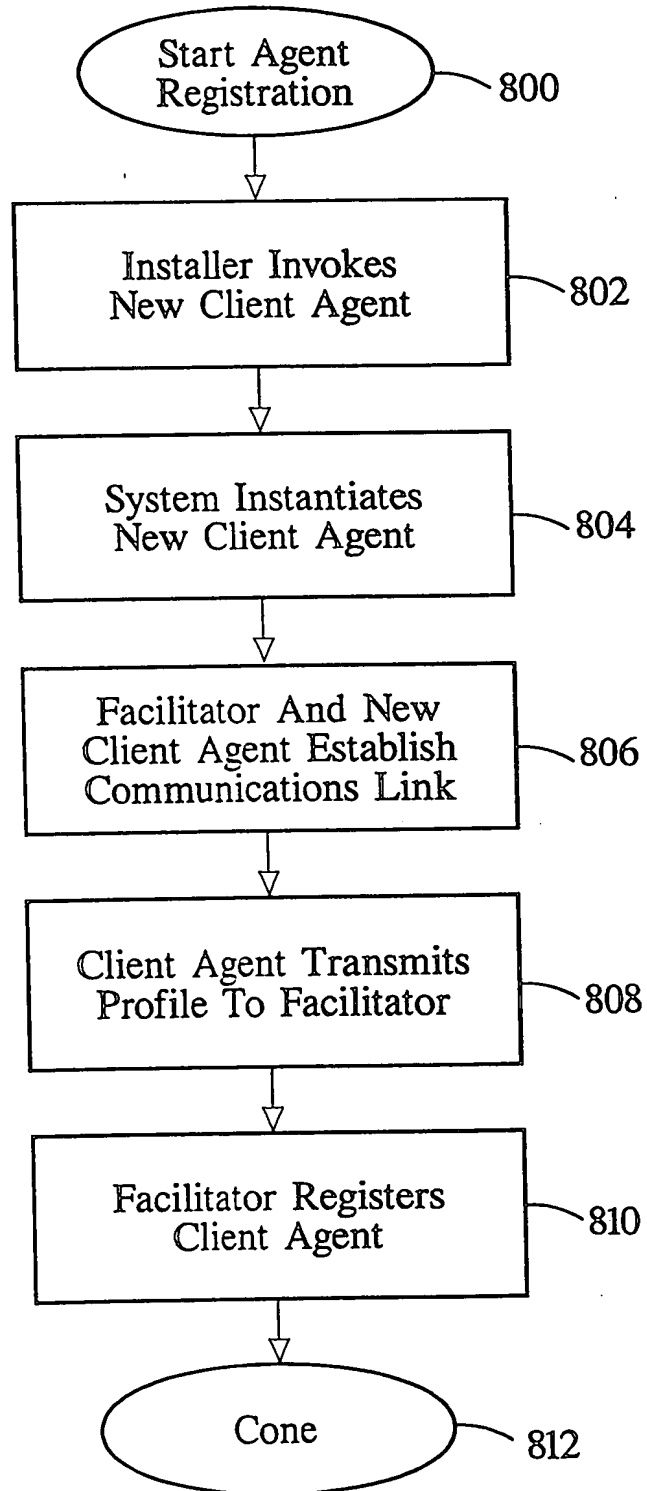 Start Agent
Registration
800
Installer Invokes
New Client Agent
802
System Instantiates
New Client Agent
804
Facilitator And New
Client Agent Establish
Communications Link
806
Client Agent Transmits
Profile To Facilitator
808
Facilitator Registers
Client Agent
810
Cone
812